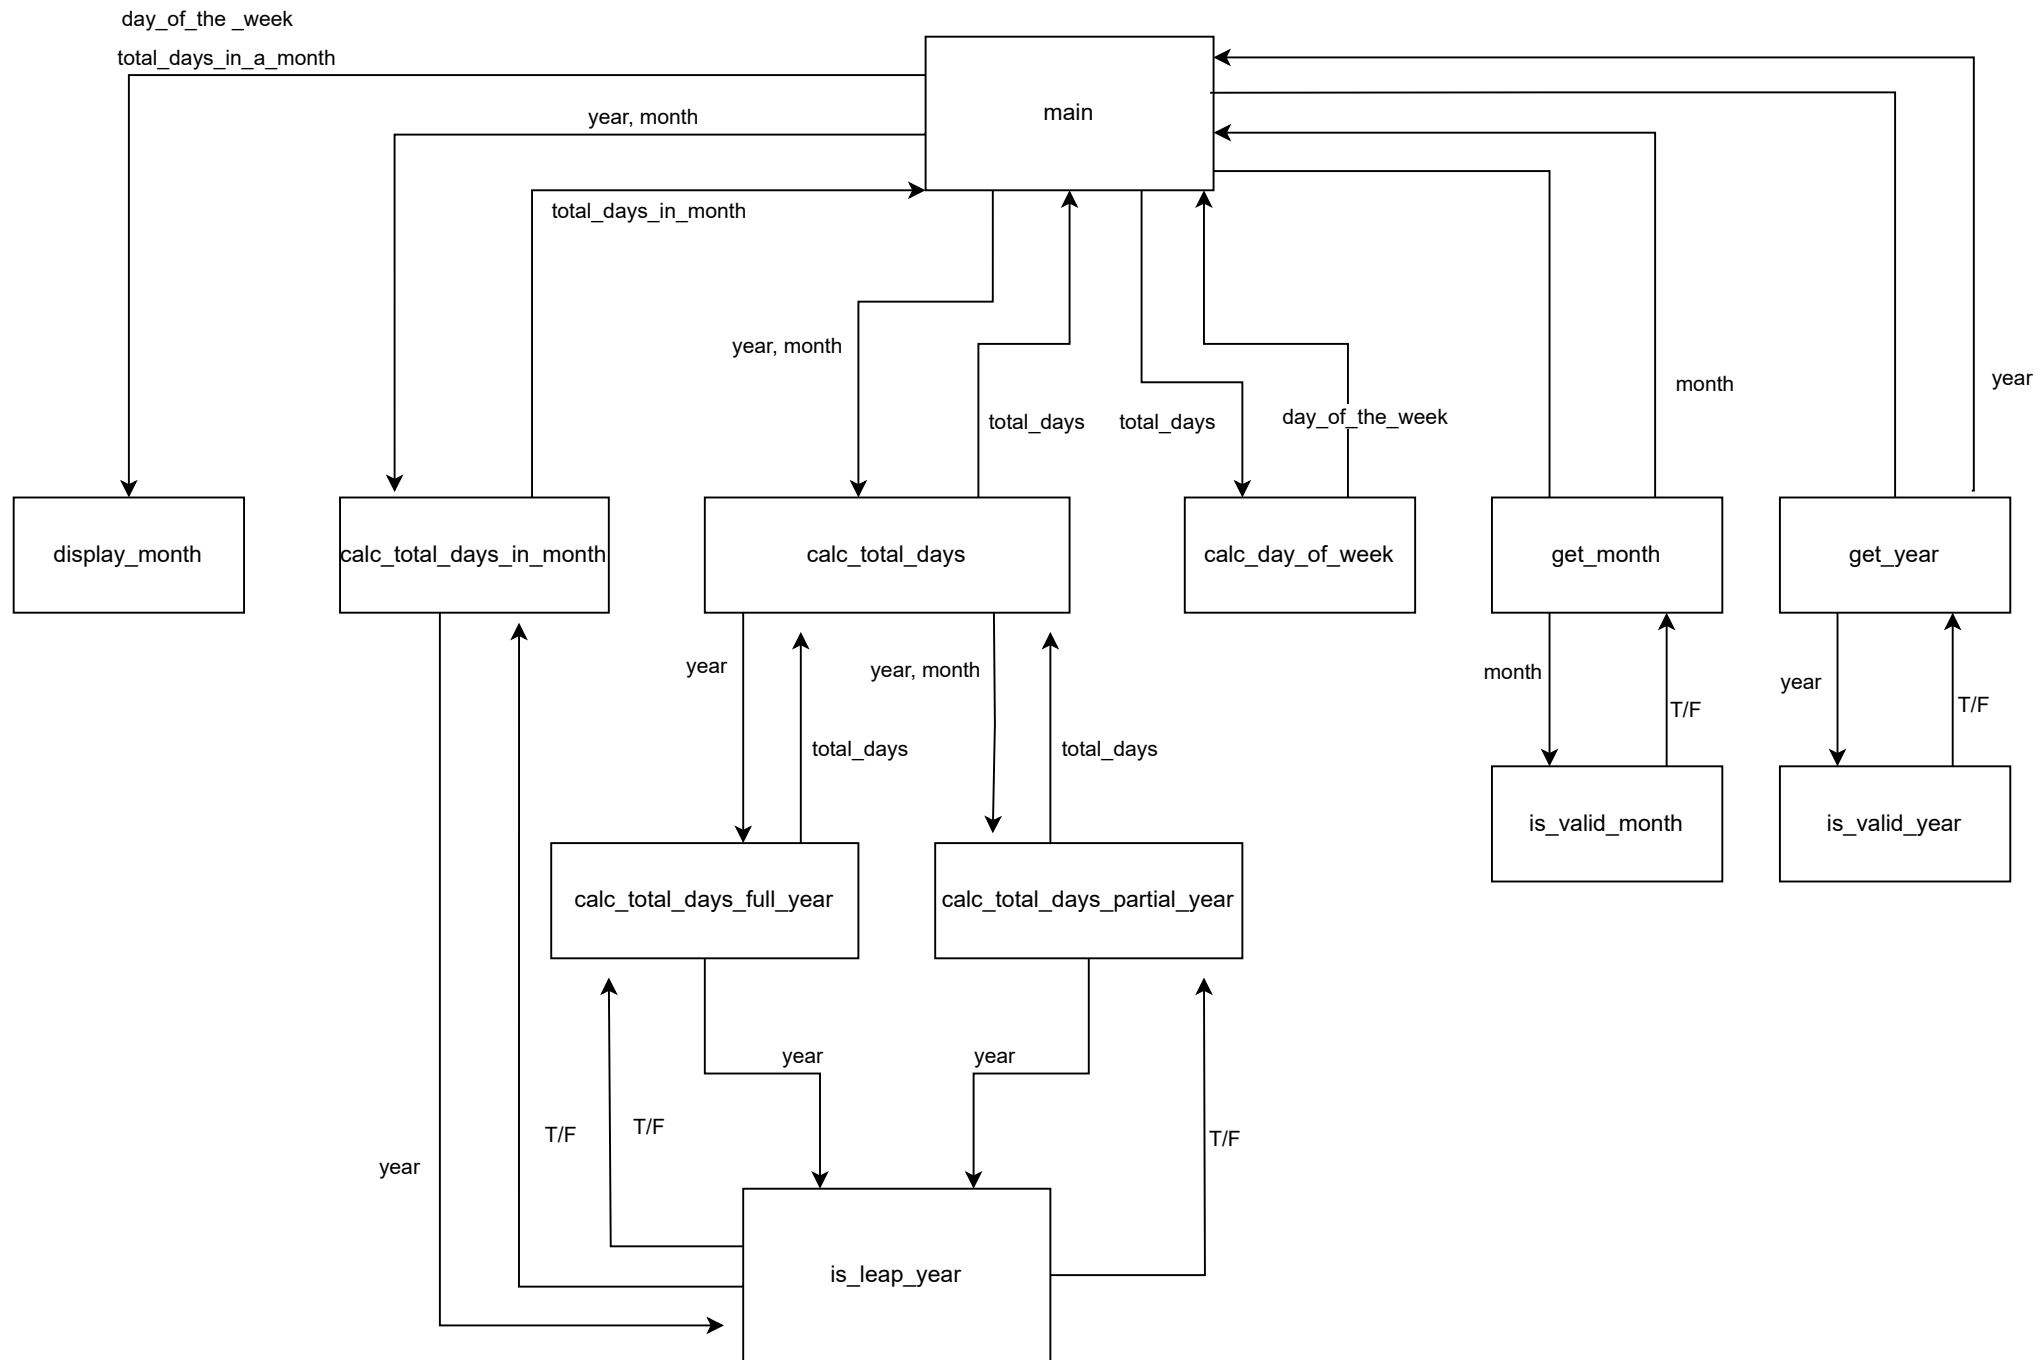 day_of_the _week
total_days_in_a_month
main
year, month
total_days_in_month
year, month
month
year
total_days
total_days
day_of_the_week
display_month
calc_total_days_in_month
calc_total_days
calc_day_of_week
get_month
get_year
year
year, month
month
year
T/F
T/F
total_days
total_days
is_valid_month
is_valid_year
calc_total_days_full_year
calc_total_days_partial_year
year
year
T/F
T/F
T/F
year
is_leap_year